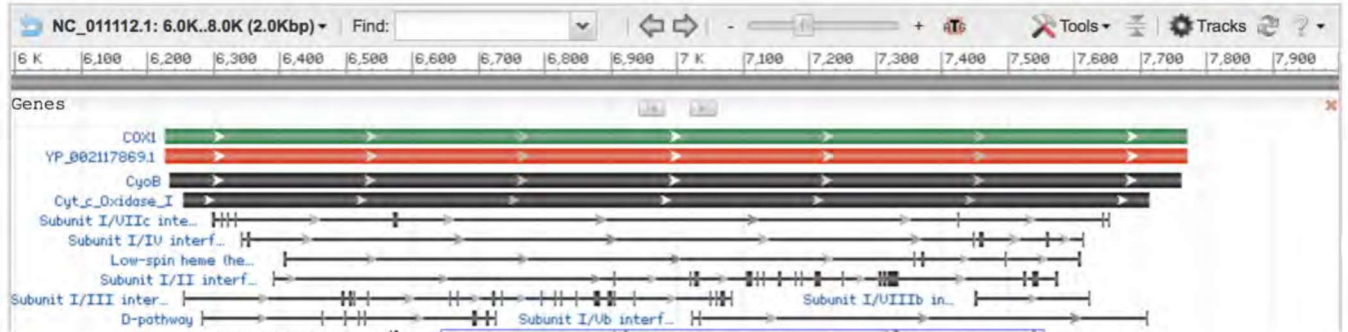 NC_011112.1: 6.0K..8.0K (2.0Kbp) Find: - + ATG Tools Tracks ?
6 K 6,100 6,200 6,300 6,400 6,500 6,600 6,700 6,800 6,900 7 K 7,100 7,200 7,300 7,400 7,500 7,600 7,700 7,800 7,900
Genes
COX1
YP_002117869.1
CyoB
Cyt_c_Oxidase_I
Subunit I/VIIc inte…
Subunit I/IV interf…
Low-spin heme (he…
Subunit I/II interf…
Subunit I/III inter… Subunit I/VIIIb in…
D-pathway Subunit I/Vb interf…